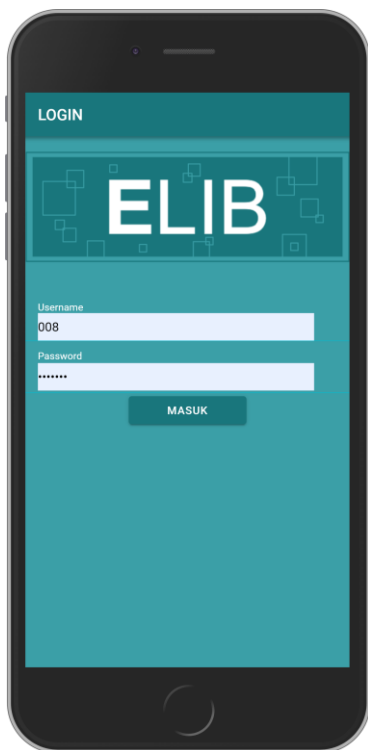 LOGIN
ELIB
Username
008
Password
•••••••
MASUK